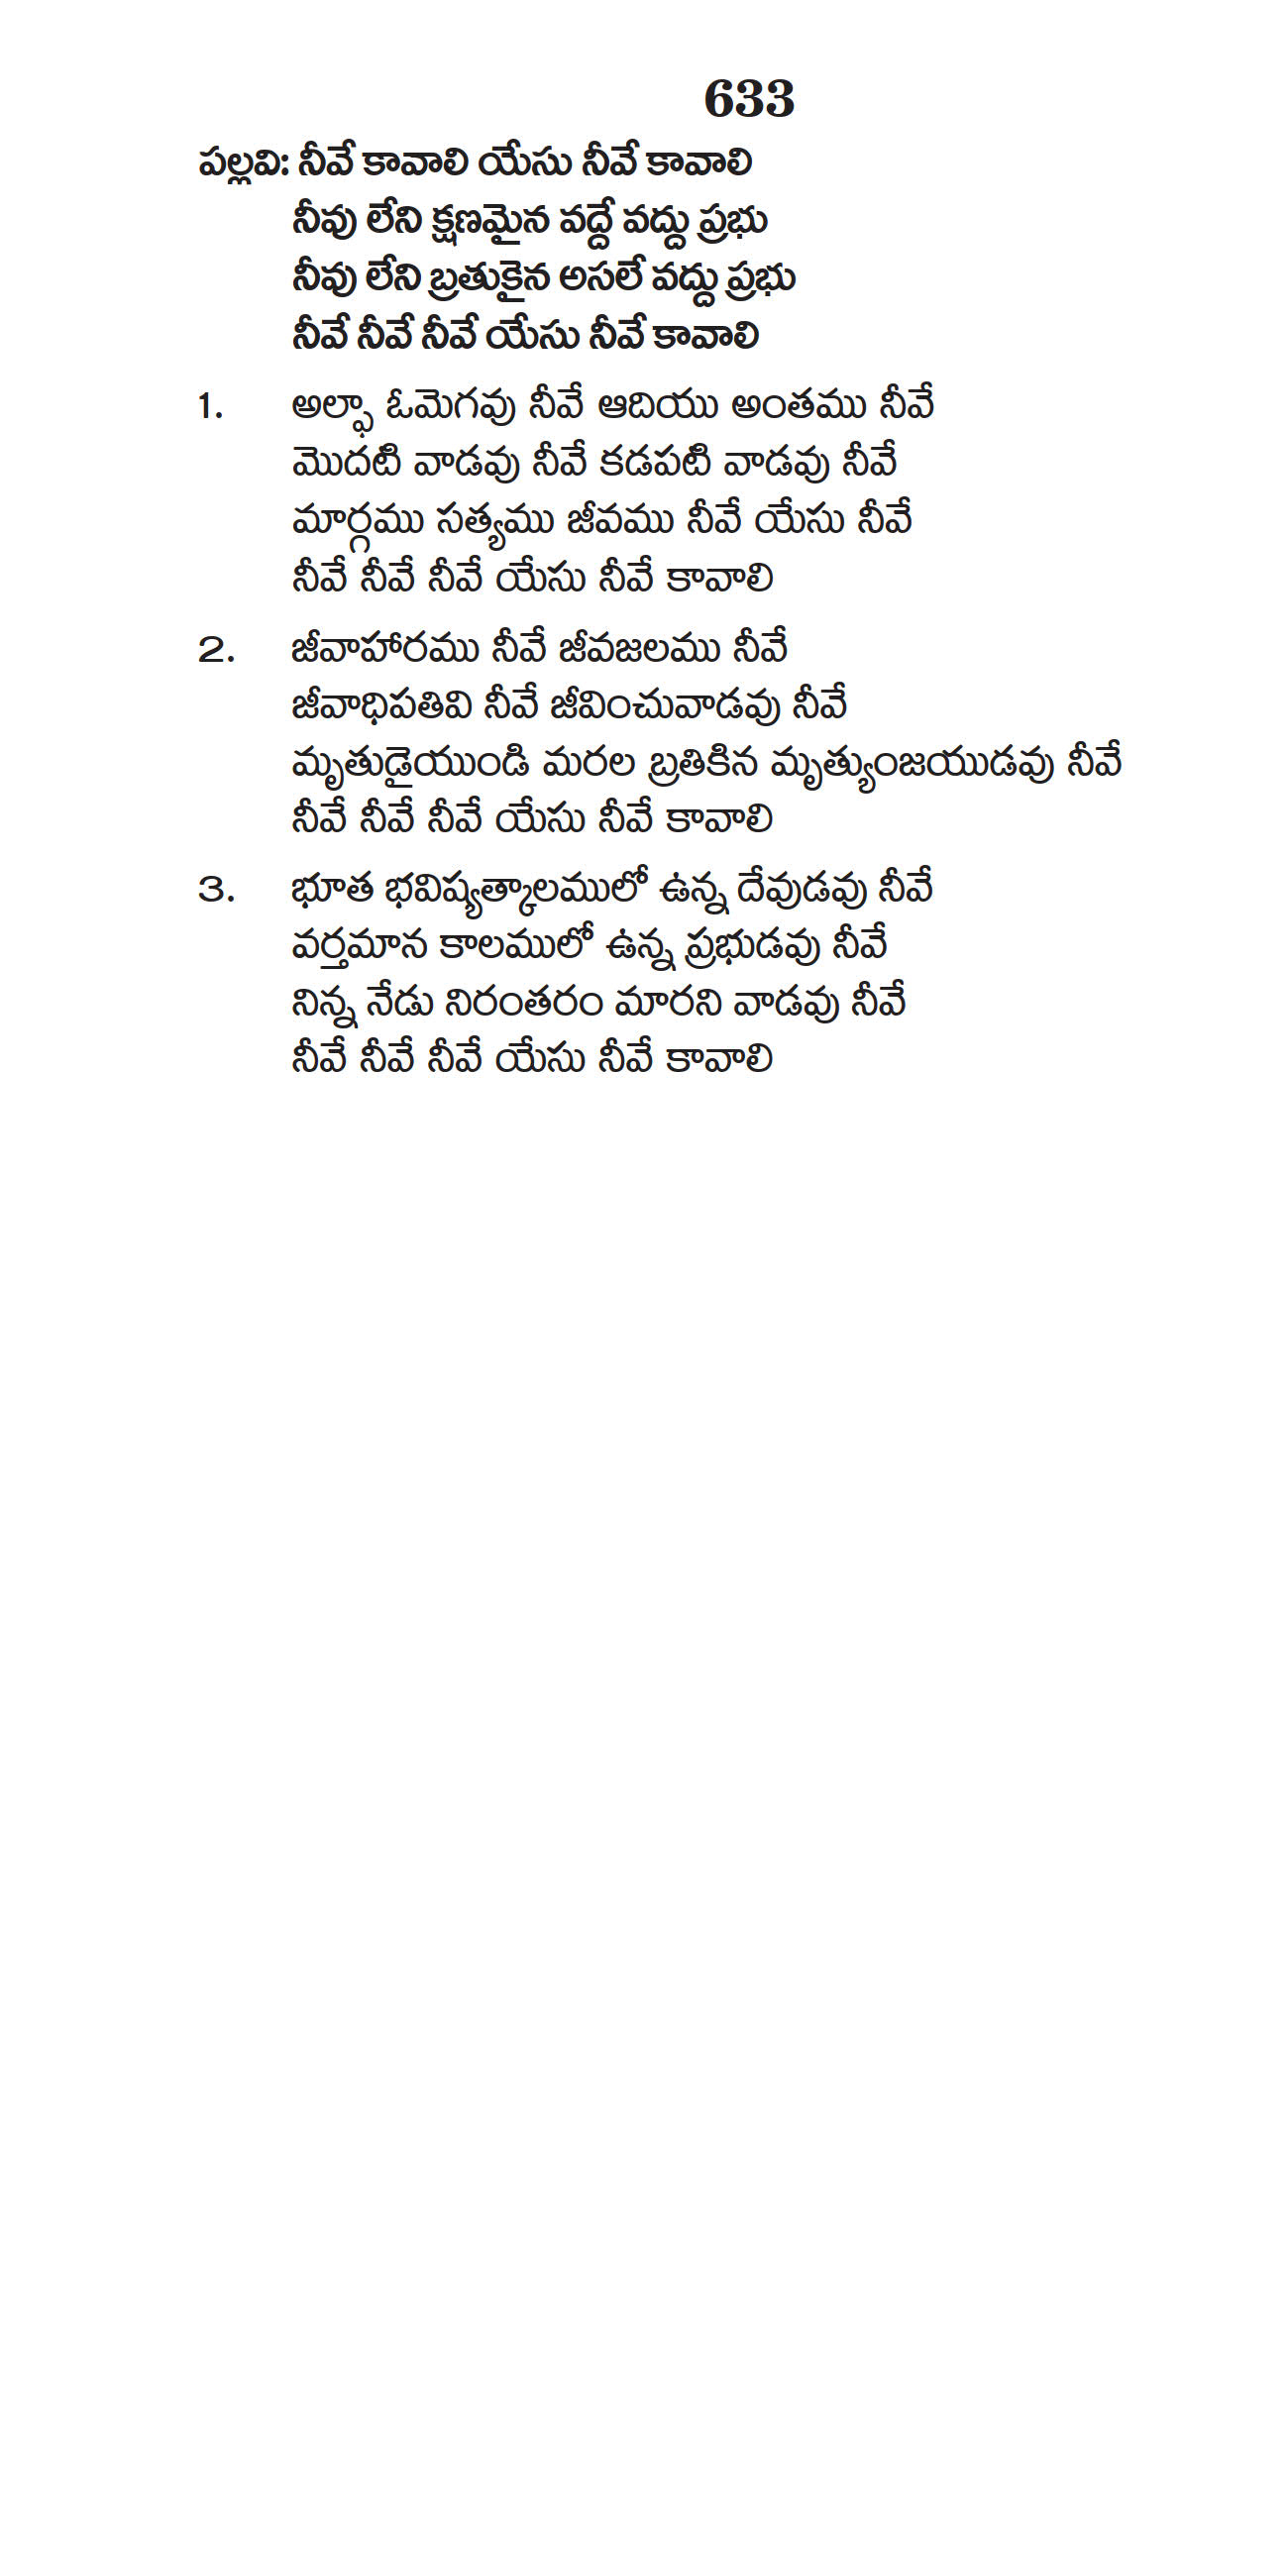 633
పల్లవి: నీవే కావాలి యేసు నీవే కావాలి
నీవు లేని క్షణమైన వద్దే వద్దు ప్రభు
నీవు లేని బ్రతుకైన అసలే వద్దు ప్రభు
నీవే నీవే నీవే యేసు నీవే కావాలి
1. అల్ఫా ఓమెగవు నీవే ఆదియు అంతము నీవే
మొదటి వాడవు నీవే కడపటి వాడవు నీవే
మార్గము సత్యము జీవము నీవే యేసు నీవే
నీవే నీవే నీవే యేసు నీవే కావాలి
2. జీవాహారము నీవే జీవజలము నీవే
జీవాధిపతివి నీవే జీవించువాడవు నీవే
మృతుడైయుండి మరల బ్రతికిన మృత్యుంజయుడవు నీవే
నీవే నీవే నీవే యేసు నీవే కావాలి
3. భూత భవిష్యత్కాలములో ఉన్న దేవుడవు నీవే
వర్తమాన కాలములో ఉన్న ప్రభుడవు నీవే
నిన్న నేడు నిరంతరం మారని వాడవు నీవే
నీవే నీవే నీవే యేసు నీవే కావాలి